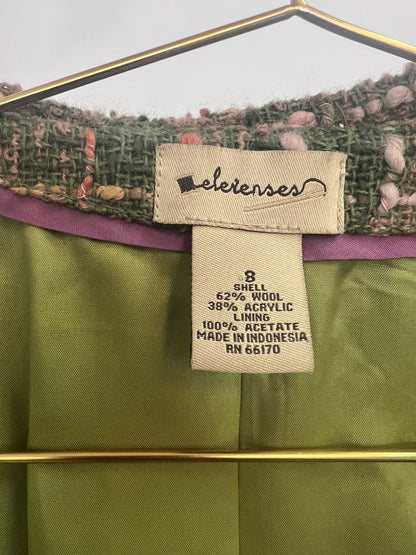 elevenses
8
SHELL
62% WOOL
38% ACRYLIC
LINING
100% ACETATE
MADE IN INDONESIA
RN 66170